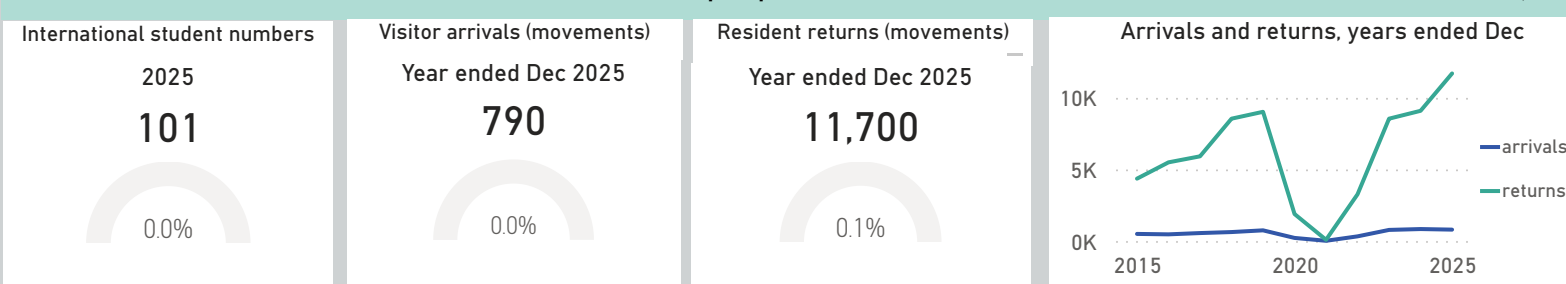 International student numbers
2025
101
0.0%
Visitor arrivals (movements)
Year ended Dec 2025
790
0.0%
Resident returns (movements)
Year ended Dec 2025
11,700
0.1%
Arrivals and returns, years ended Dec
10K
5K
0K
2015
2020
2025
arrivals
returns